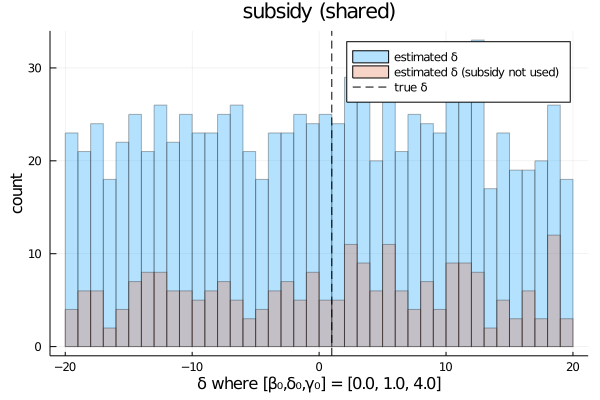 subsidy (shared)
estimated δ
estimated δ (subsidy not used)
true δ
count
30
20
10
0
−20
−10
0
10
20
δ where [β₀,δ₀,γ₀] = [0.0, 1.0, 4.0]